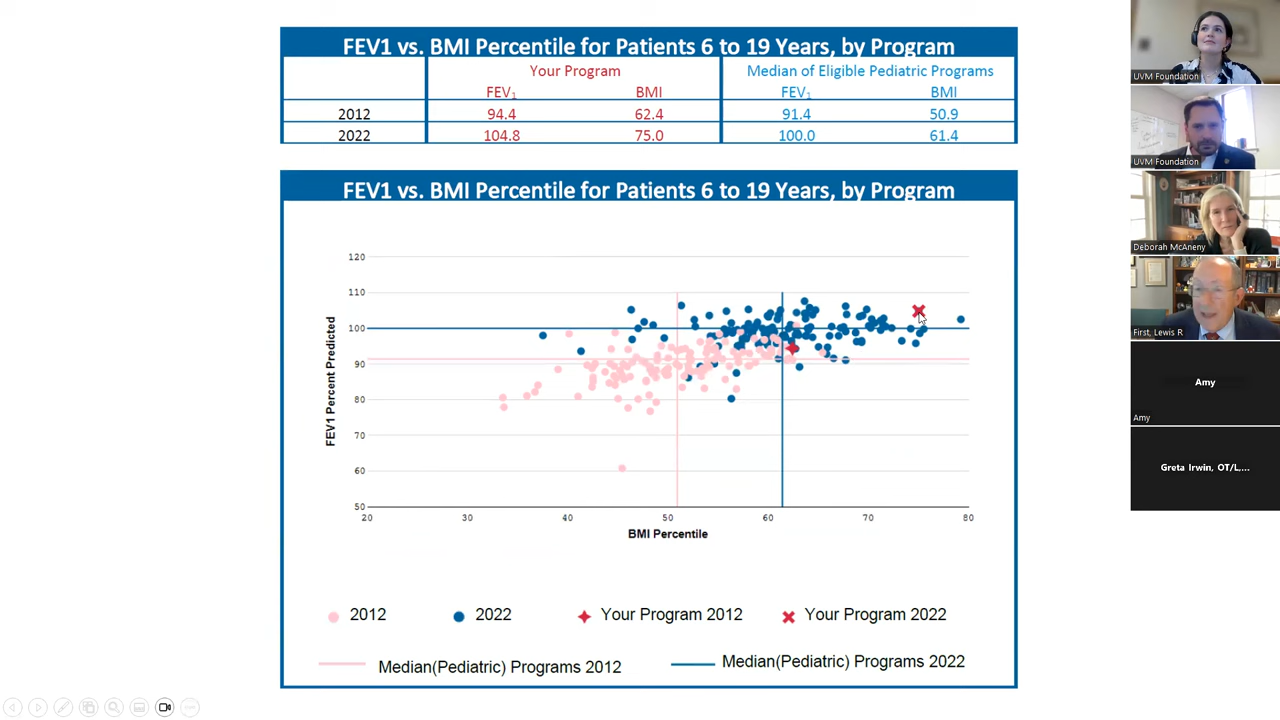 FEV1 vs. BMI Percentile for Patients 6 to 19 Years, by Program
Your Program Median of Eligible Pediatric Programs
FEV₁ BMI FEV₁ BMI
2012 94.4 62.4 91.4 50.9
2022 104.8 75.0 100.0 61.4
FEV1 vs. BMI Percentile for Patients 6 to 19 Years, by Program
FEV1 Percent Predicted
120
110
100
90
80
70
60
50
20 30 40 50 60 70 80
BMI Percentile
2012 2022 Your Program 2012 Your Program 2022
Median(Pediatric) Programs 2012 Median(Pediatric) Programs 2022
UVM Foundation
UVM Foundation
Deborah McAneny
First, Lewis R
Amy
Amy
Greta Irwin, OT/L,...